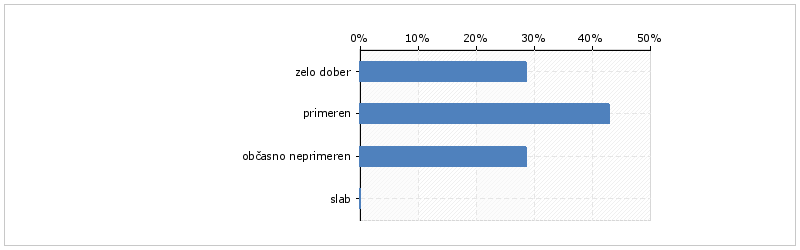 0% 10% 20% 30% 40% 50%
zelo dober
primeren
občasno neprimeren
slab